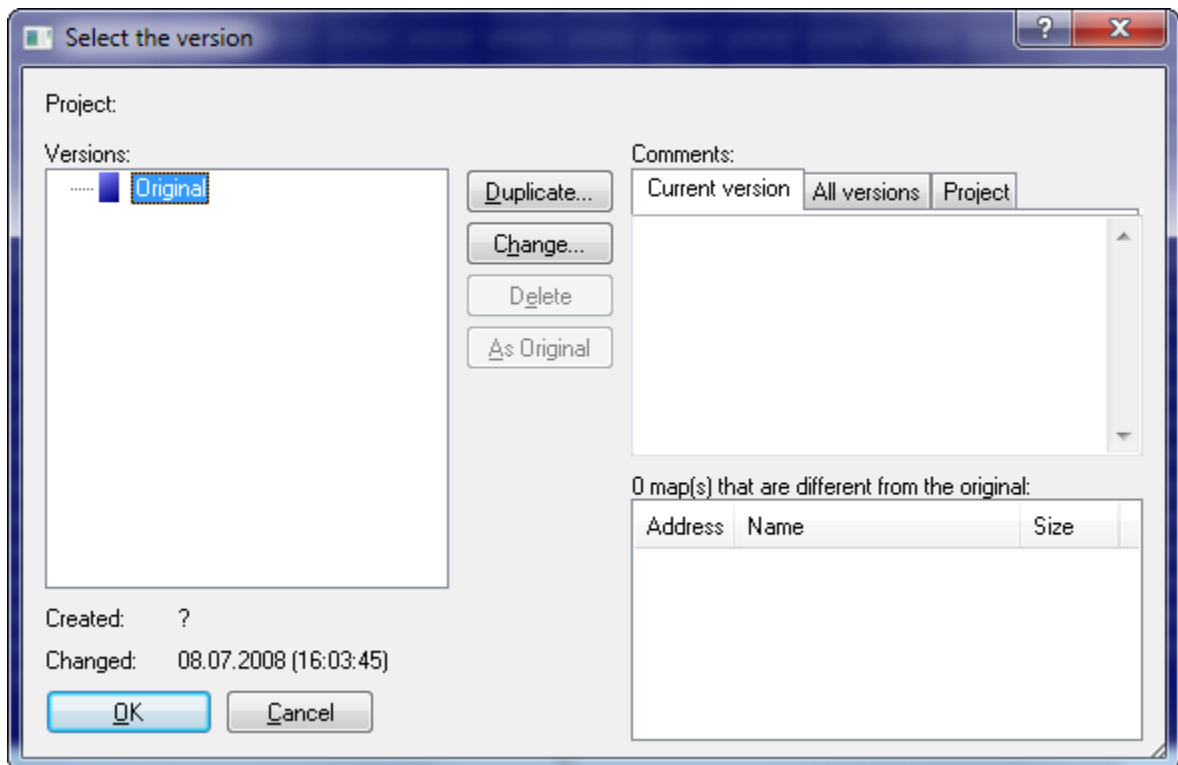 Select the version
?
x
Project:
Versions:
Original
Duplicate...
Change...
Delete
As Original
Created: ?
Changed: 08.07.2008 (16:03:45)
OK Cancel
Comments:
Current version All versions Project
0 map(s) that are different from the original:
Address Name Size